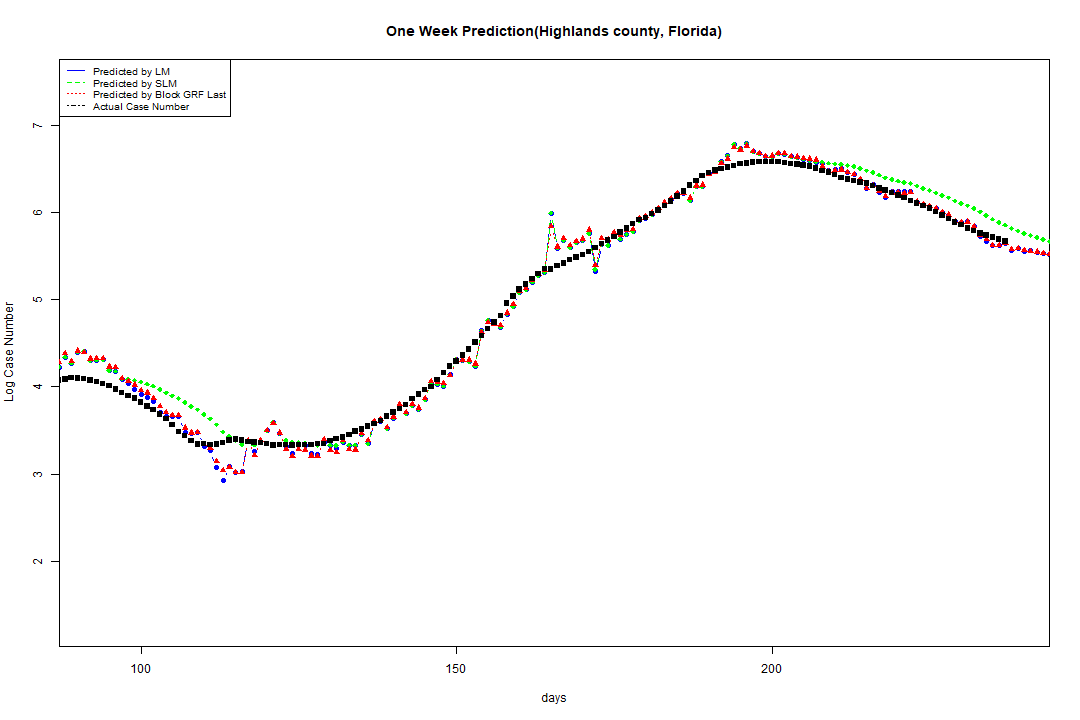 One Week Prediction(Highlands county, Florida)
Predicted by LM
Predicted by SLM
Predicted by Block GRF Last
Actual Case Number
7
6
5
4
3
2
Log Case Number
100 150 200
days